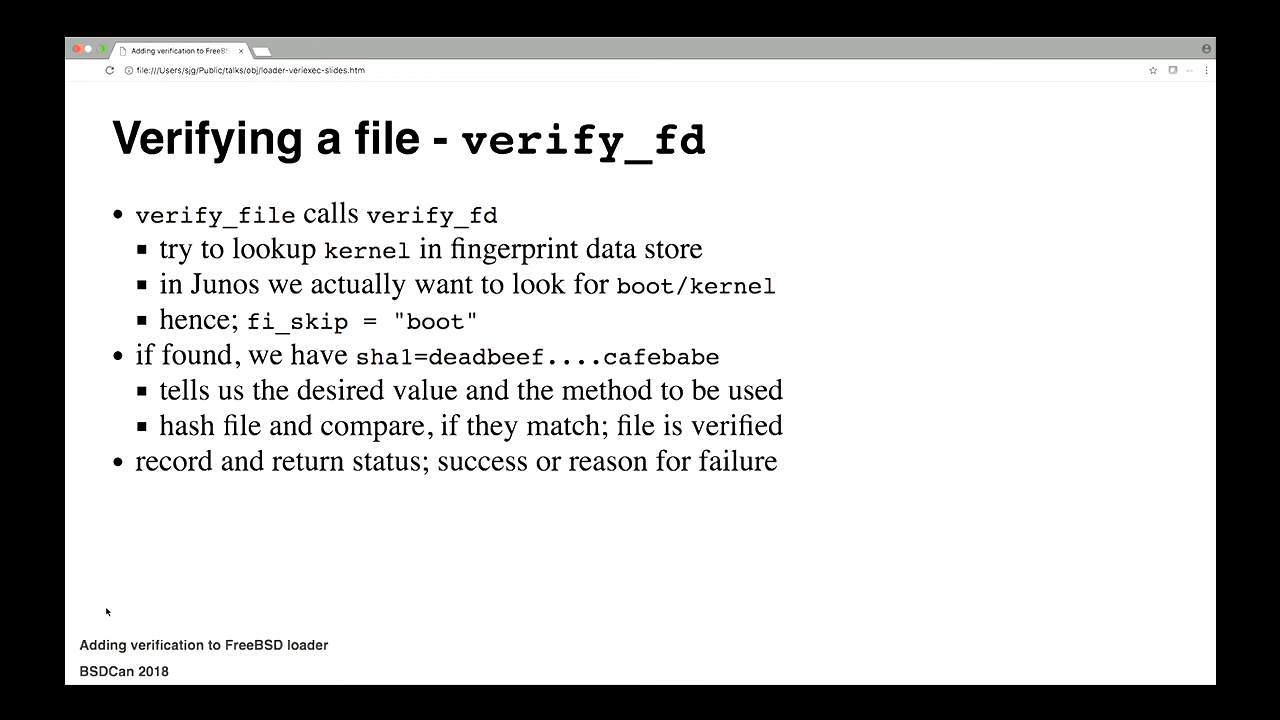 Adding verification to FreeBS
file:///Users/sjg/Public/talks/obj/loader-veriexec-slides.htm
Verifying a file - verify_fd
• verify_file calls verify_fd
▪ try to lookup kernel in fingerprint data store
▪ in Junos we actually want to look for boot/kernel
▪ hence; fi_skip = "boot"
• if found, we have sha1=deadbeef....cafebabe
▪ tells us the desired value and the method to be used
▪ hash file and compare, if they match; file is verified
• record and return status; success or reason for failure
Adding verification to FreeBSD loader
BSDCan 2018